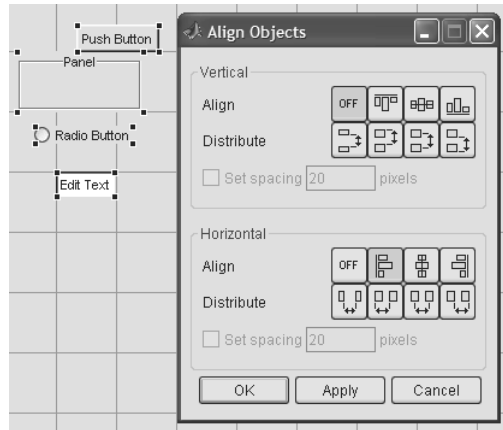 Push Button
Panel
Radio Button
Edit Text
Align Objects
Vertical
Align
OFF
Distribute
Set spacing 20 pixels
Horizontal
Align
OFF
Distribute
Set spacing 20 pixels
OK
Apply
Cancel